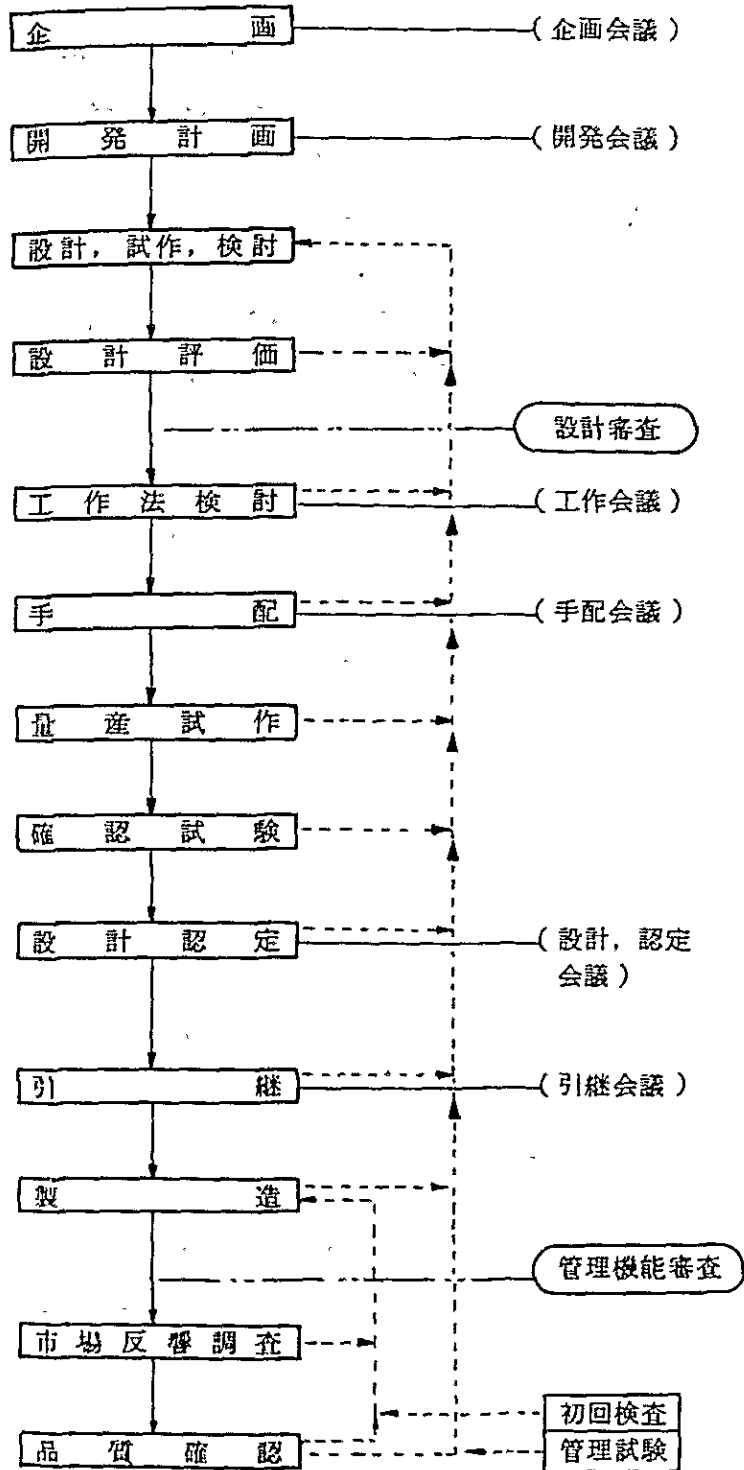 企画
(企画会議)
開発計画
(開発会議)
設計,試作,検討
設計評価
設計審査
工作法検討
(工作会議)
手配
(手配会議)
量産試作
確認試験
設計認定
(設計,認定
会議)
引継
(引継会議)
製造
管理機能審査
市場反響調査
初回検査
品質確認
管理試験